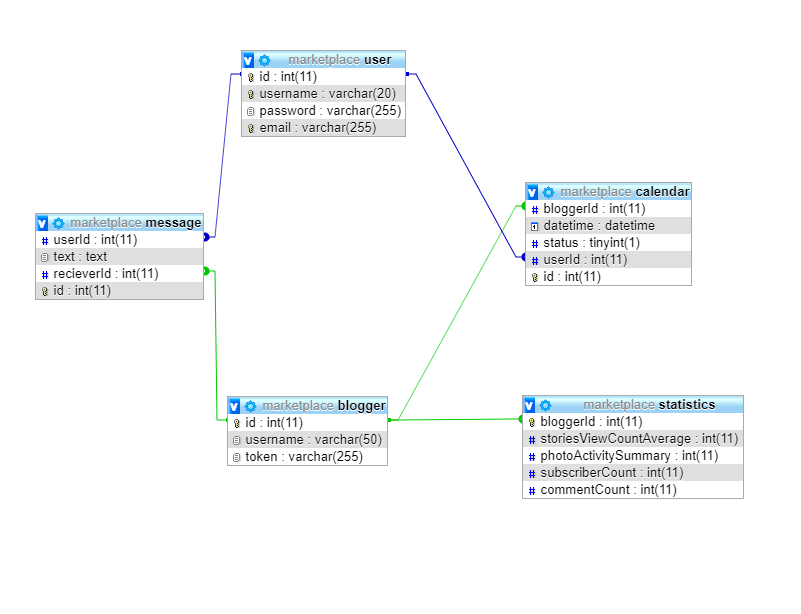 marketplace user
id : int(11)
username : varchar(20)
password : varchar(255)
email : varchar(255)
marketplace calendar
bloggerId : int(11)
datetime : datetime
status : tinyint(1)
userId : int(11)
id : int(11)
marketplace message
userId : int(11)
text : text
recieverId : int(11)
id : int(11)
marketplace blogger
id : int(11)
username : varchar(50)
token : varchar(255)
marketplace statistics
bloggerId : int(11)
storiesViewCountAverage : int(11)
photoActivitySummary : int(11)
subscriberCount : int(11)
commentCount : int(11)